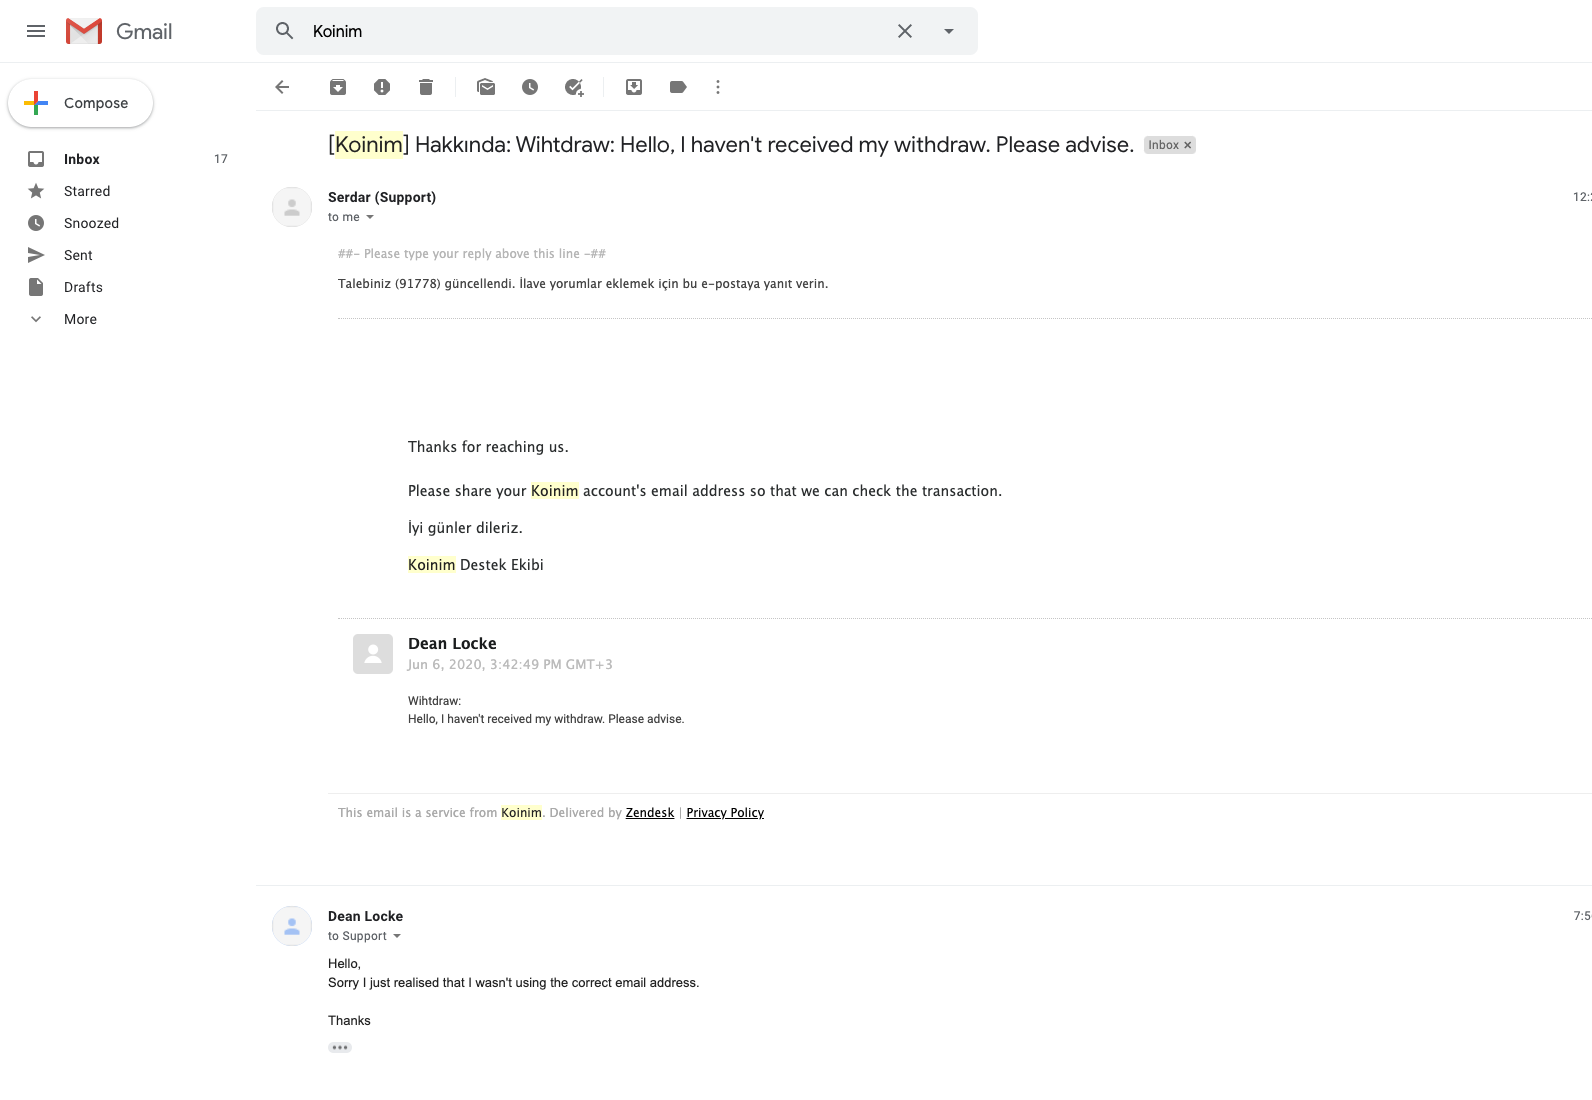 Gmail
Koinim
Compose
Inbox 17
Starred
Snoozed
Sent
Drafts
More
[Koinim] Hakkında: Wihtdraw: Hello, I haven't received my withdraw. Please advise. Inbox ×
Serdar (Support)
to me
##- Please type your reply above this line -##
Talebiniz (91778) güncellendi. İlave yorumlar eklemek için bu e-postaya yanıt verin.
Thanks for reaching us.
Please share your Koinim account's email address so that we can check the transaction.
İyi günler dileriz.
Koinim Destek Ekibi
Dean Locke
Jun 6, 2020, 3:42:49 PM GMT+3
Wihtdraw:
Hello, I haven't received my withdraw. Please advise.
This email is a service from Koinim. Delivered by Zendesk | Privacy Policy
Dean Locke
to Support
Hello,
Sorry I just realised that I wasn't using the correct email address.
Thanks